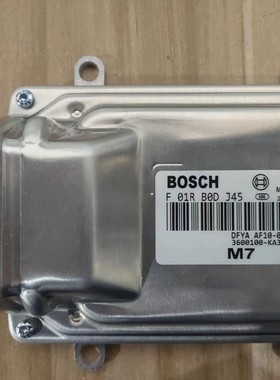 BOSCH
F 01R B0D J45
DFYA AF10-0
3600100-KA3
M7